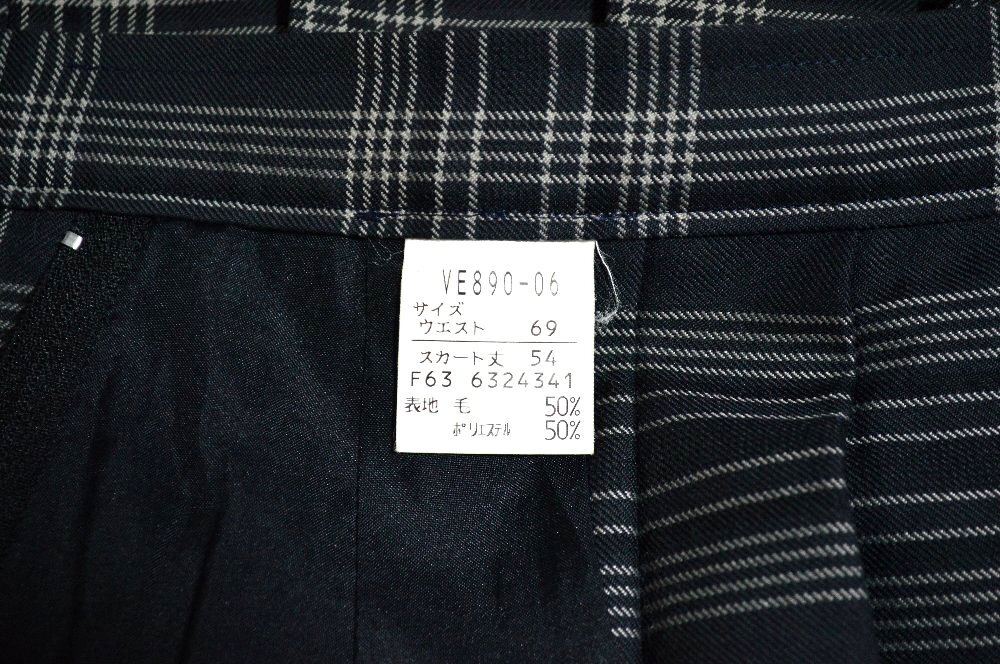 VE890-06
サイズ
ウエスト 69
スカート丈 54
F63 6324341
表地 毛 50%
ポリエステル 50%